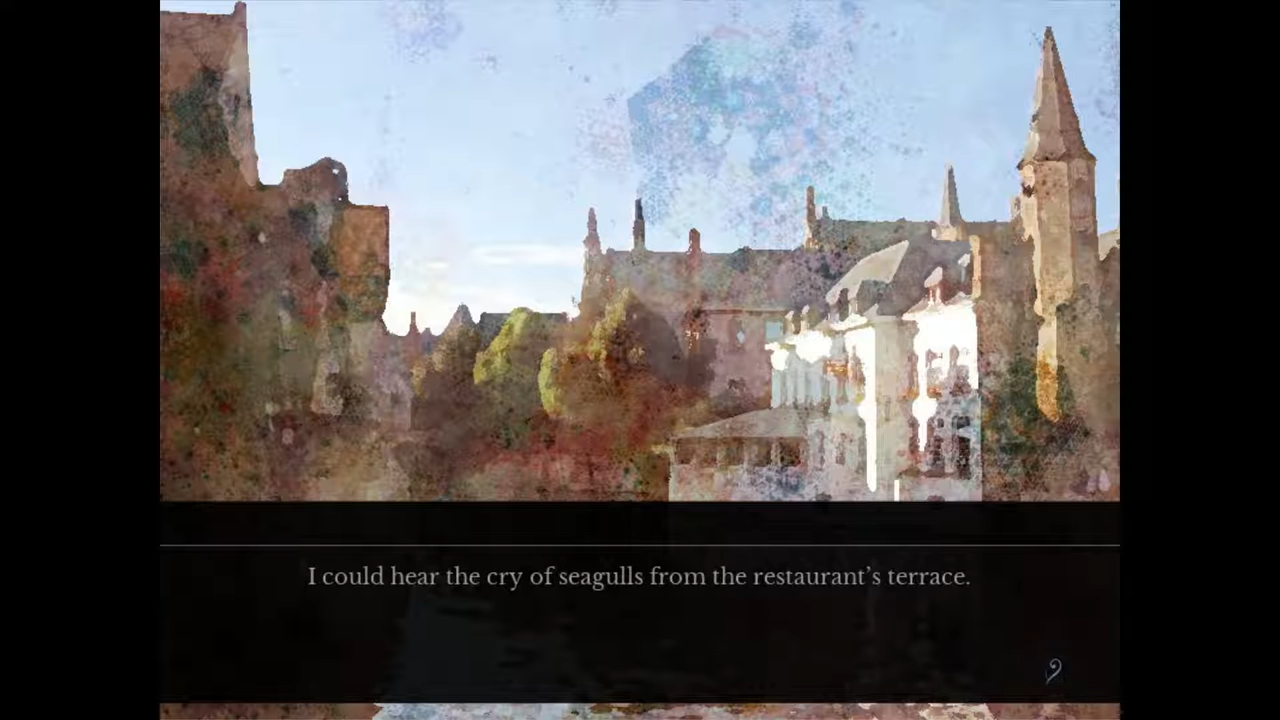 I could hear the cry of seagulls from the restaurant’s terrace.